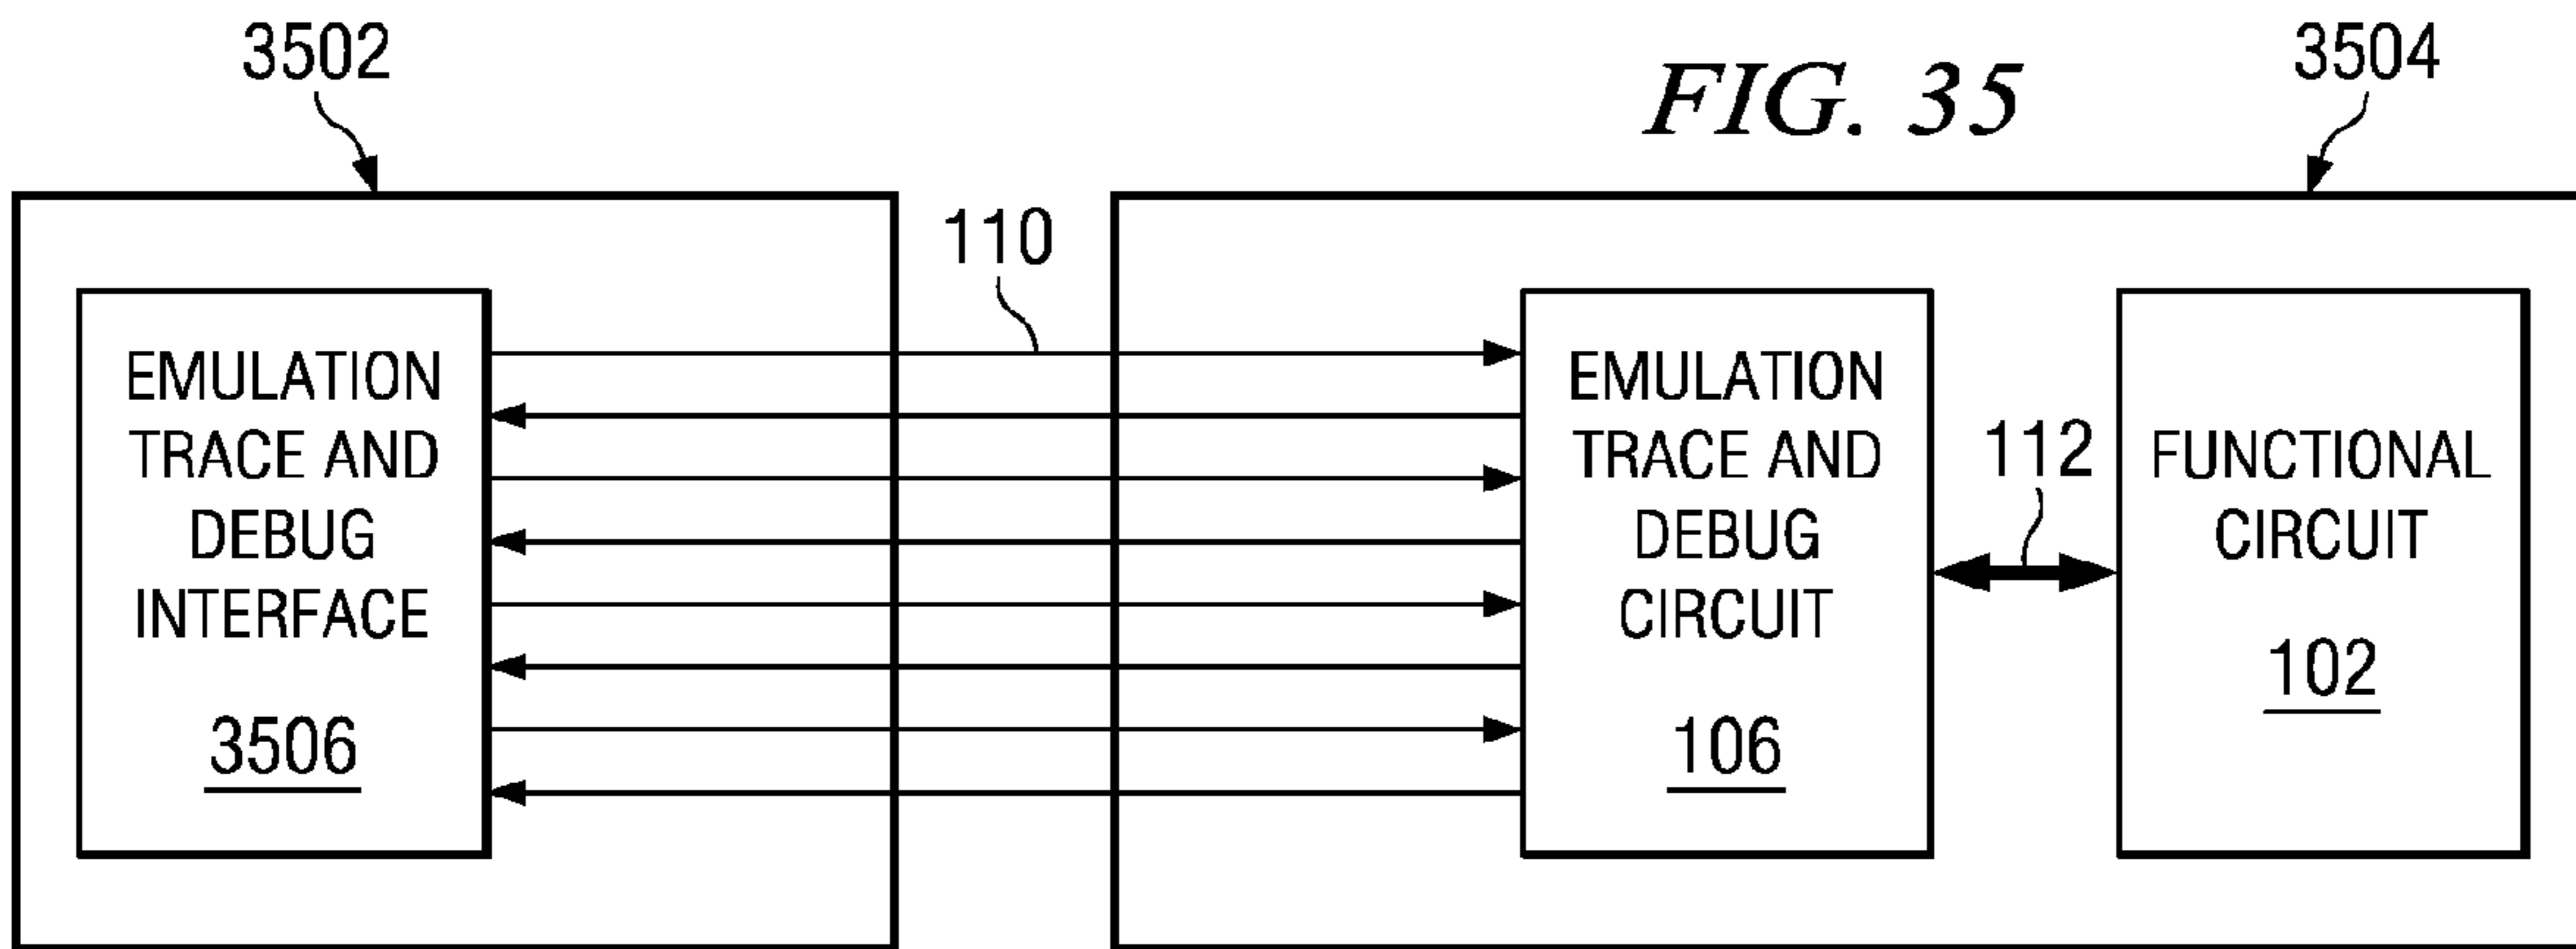 3502
FIG. 35
3504
110
EMULATION
TRACE AND
DEBUG
INTERFACE
3506
EMULATION
TRACE AND
DEBUG
CIRCUIT
106
112
FUNCTIONAL
CIRCUIT
102